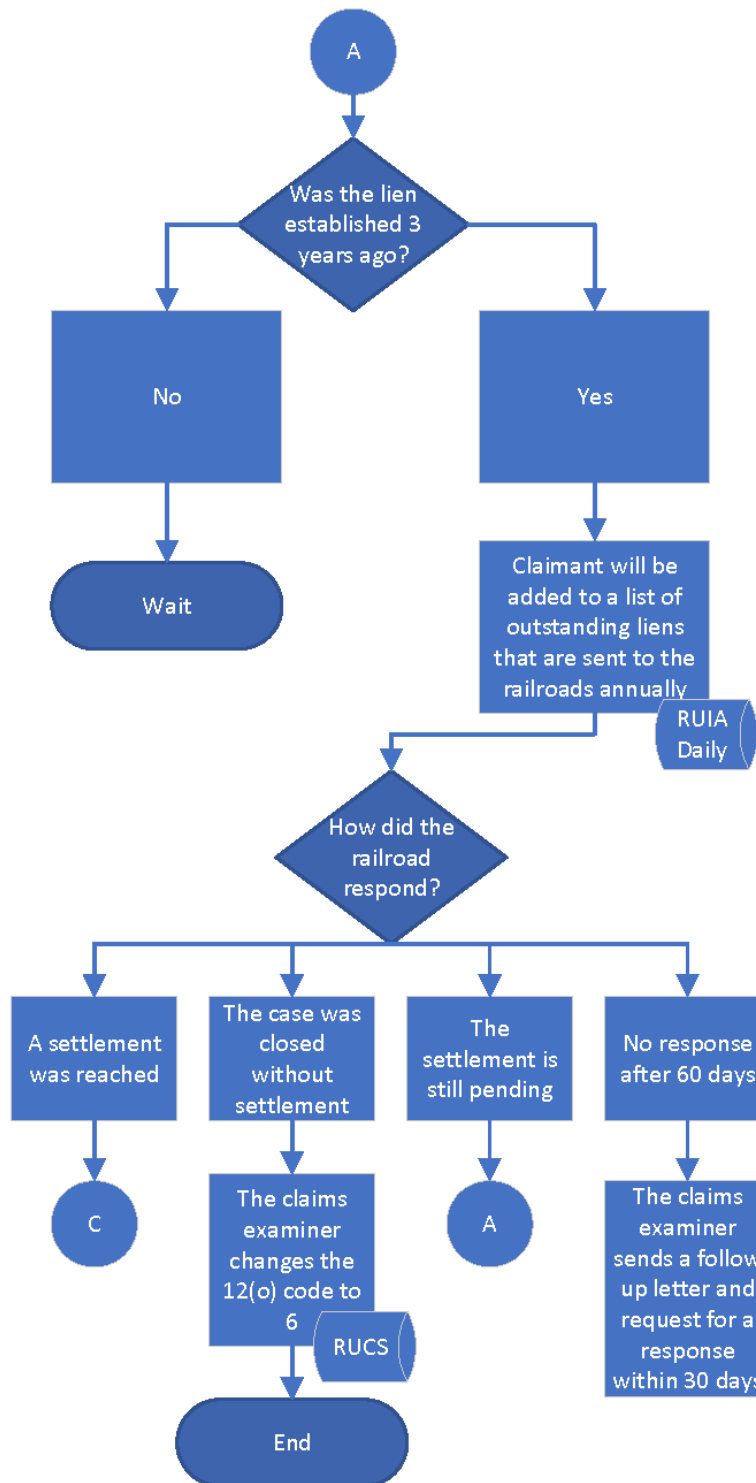 A
Was the lien
established 3
years ago?
No
Yes
Wait
Claimant will be
added to a list of
outstanding liens
that are sent to the
railroads annually
RUIA
Daily
How did the
railroad
respond?
A settlement
was reached
The case was
closed
without
settlement
The
settlement is
still pending
No response
after 60 days
C
The claims
examiner
changes the
12(o) code to
6
RUCS
A
The claims
examiner
sends a follow
up letter and
request for a
response
within 30 days
End